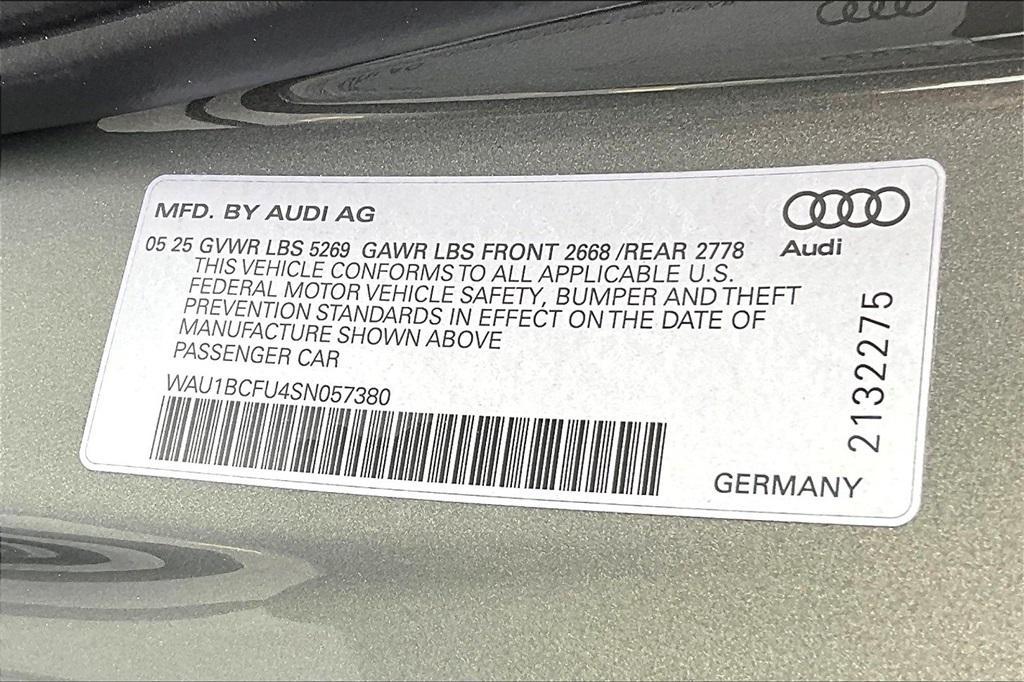 MFD. BY AUDI AG
Audi
05 25 GVWR LBS 5269 GAWR LBS FRONT 2668 /REAR 2778
THIS VEHICLE CONFORMS TO ALL APPLICABLE U.S.
FEDERAL MOTOR VEHICLE SAFETY, BUMPER AND THEFT
PREVENTION STANDARDS IN EFFECT ON THE DATE OF
MANUFACTURE SHOWN ABOVE
PASSENGER CAR
WAU1BCFU4SN057380
21322275
GERMANY